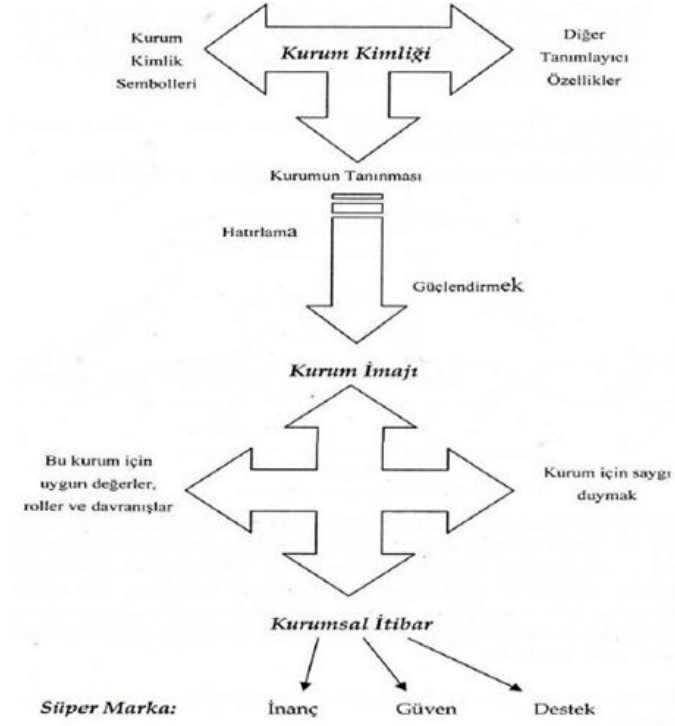 Kurum
Kimlik
Sembolleri
Kurum Kimliği
Diğer
Tanımlayıcı
Özellikler
Kurumun Tanınması
Hatırlama
Güçlendirmek
Kurum İmajı
Bu kurum için
uygun değerler,
roller ve davranışlar
Kurum için saygı
duymak
Kurumsal İtibar
Süper Marka:
İnanç
Güven
Destek